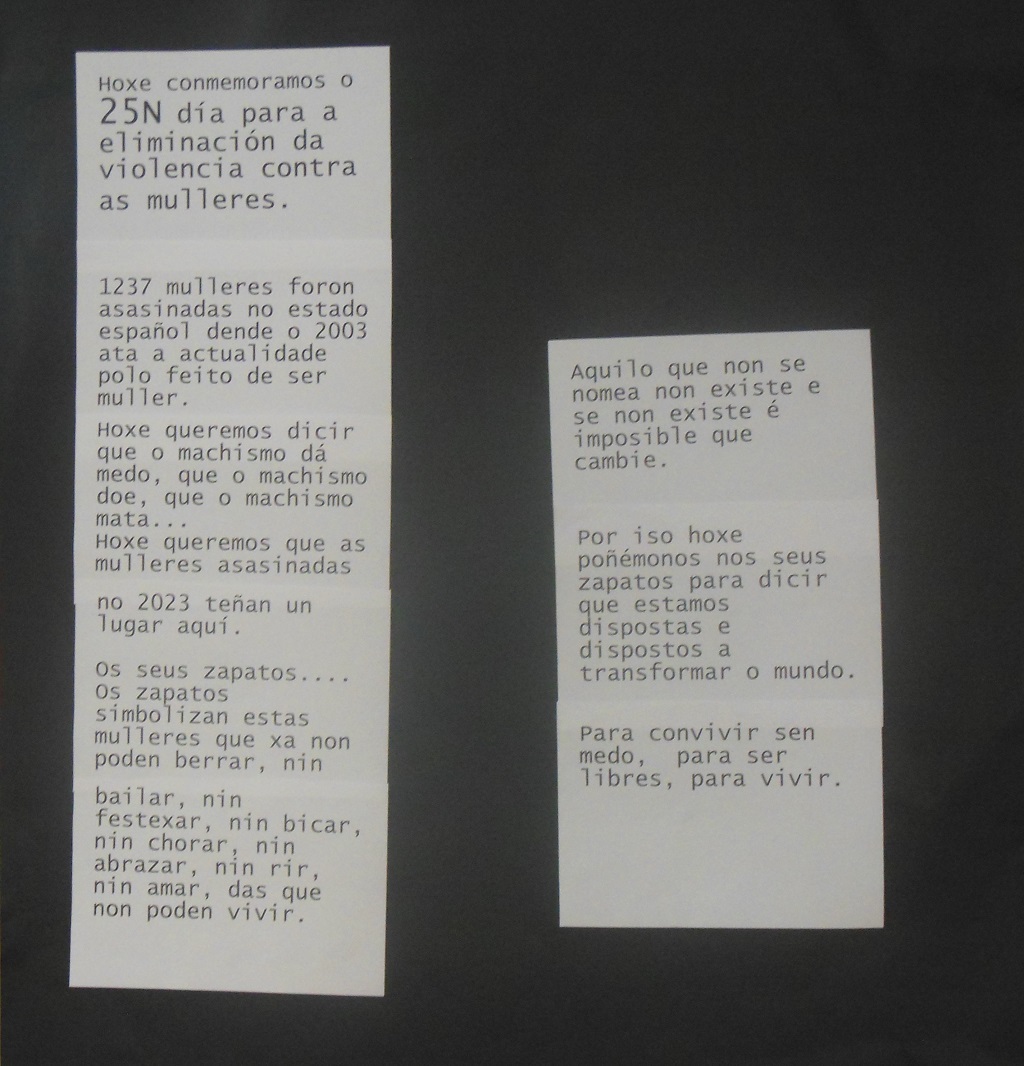 Hoxe conmemoramos o
25N día para a
eliminación da
violencia contra
as mulleres.
1237 mulleres foron
asasinadas no estado
español dende o 2003
ata a actualidade
polo feito de ser
muller.
Hoxe queremos dicir
que o machismo dá
medo, que o machismo
doe, que o machismo
mata...
Hoxe queremos que as
mulleres asasinadas
no 2023 teñan un
lugar aquí.
Os seus zapatos....
Os zapatos
simbolizan estas
mulleres que xa non
poden berrar, nin
bailar, nin
festexar, nin bicar,
nin chorar, nin
abrazar, nin rir,
nin amar, das que
non poden vivir.
Aquilo que non se
nomea non existe e
se non existe é
imposible que
cambie.
Por iso hoxe
poñémonos nos seus
zapatos para dicir
que estamos
dispostas e
dispostos a
transformar o mundo.
Para convivir sen
medo,  para ser
libres, para vivir.